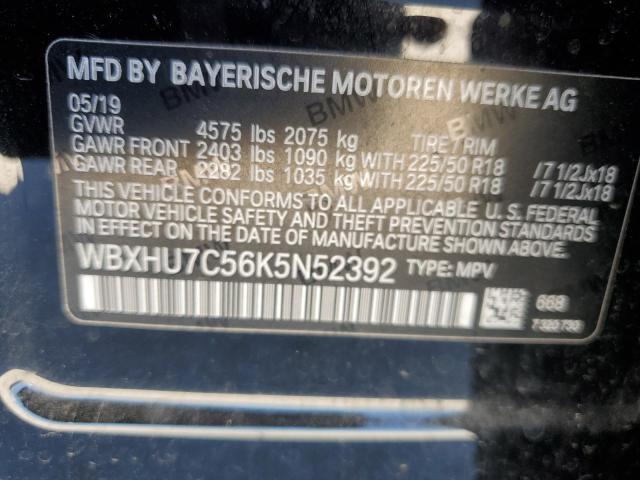 MFD BY BAYERISCHE MOTOREN WERKE AG
05/19
GVWR 4575 lbs 2075 kg TIRE / RIM
GAWR FRONT 2403 lbs 1090 kg WITH 225/50 R18 /7 1/2Jx18
GAWR REAR 2282 lbs 1035 kg WITH 225/50 R18 /7 1/2Jx18
THIS VEHICLE CONFORMS TO ALL APPLICABLE U. S. FEDERAL
MOTOR VEHICLE SAFETY AND THEFT PREVENTION STANDARDS
IN EFFECT ON THE DATE OF MANUFACTURE SHOWN ABOVE.
WBXHU7C56K5N52392 TYPE: MPV
668